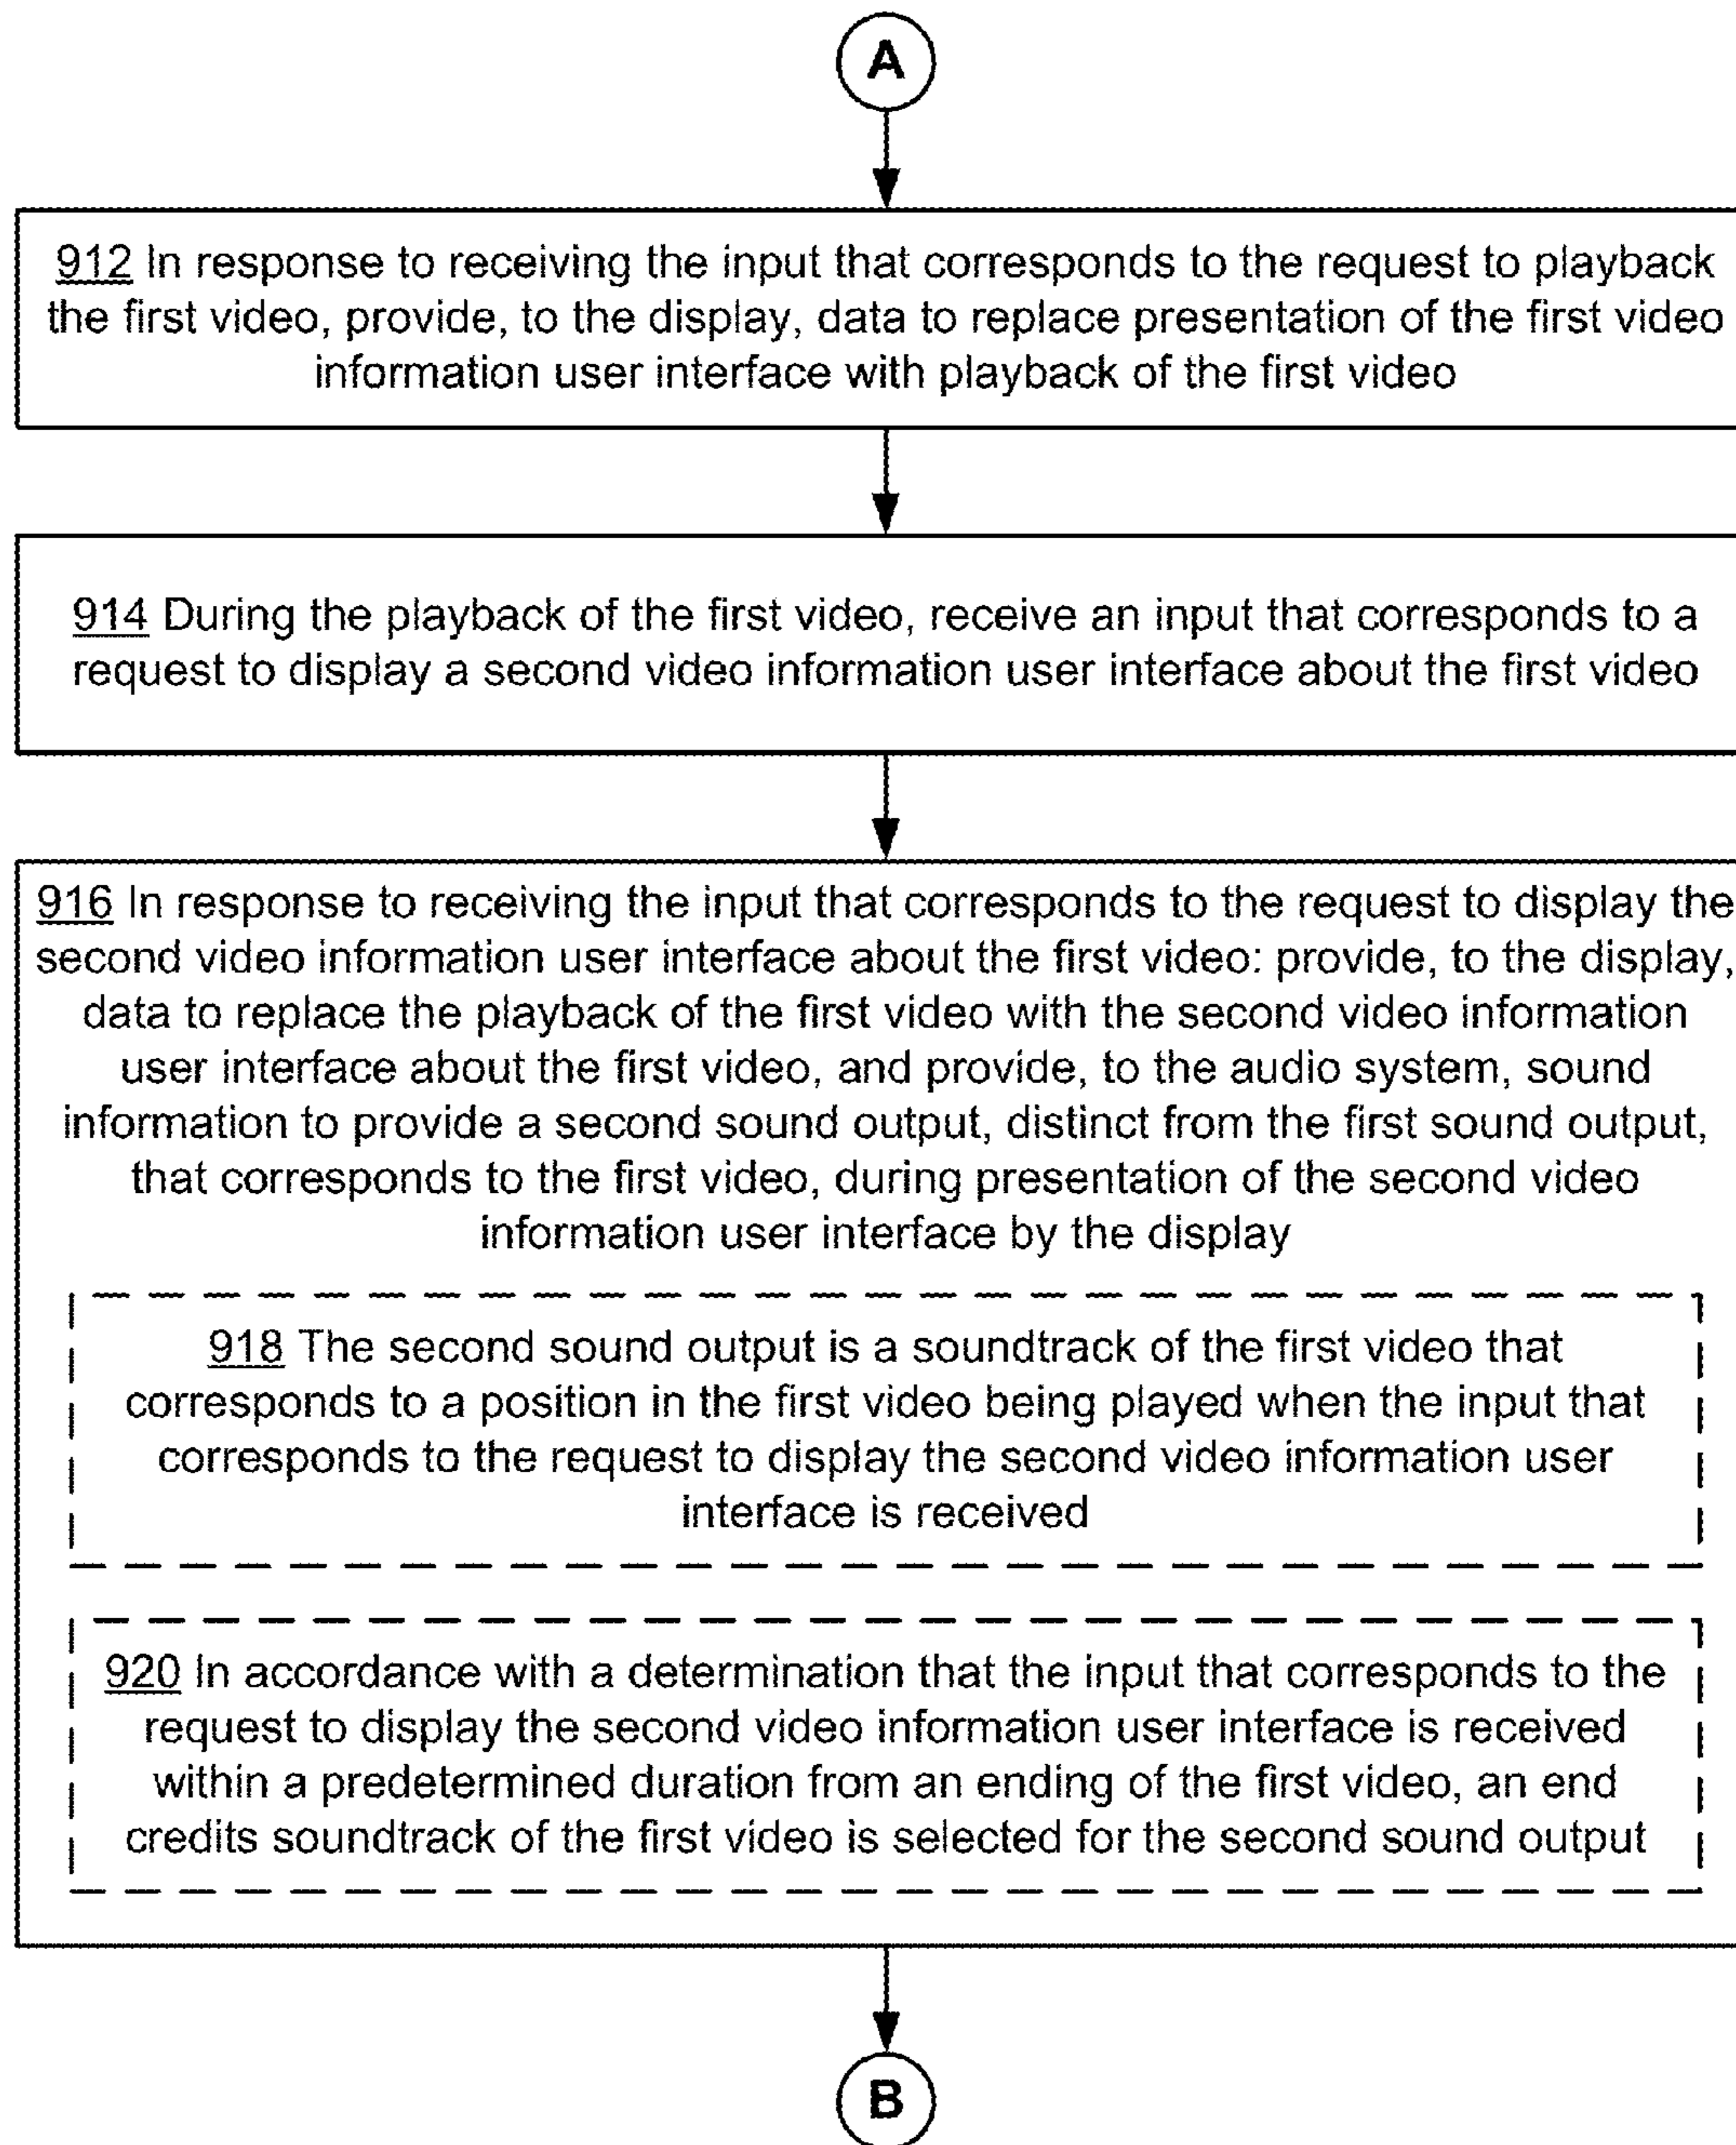 A
912 In response to receiving the input that corresponds to the request to playback
the first video, provide, to the display, data to replace presentation of the first video
information user interface with playback of the first video
914 During the playback of the first video, receive an input that corresponds to a
request to display a second video information user interface about the first video
916 In response to receiving the input that corresponds to the request to display the
second video information user interface about the first video: provide, to the display,
data to replace the playback of the first video with the second video information
user interface about the first video, and provide, to the audio system, sound
information to provide a second sound output, distinct from the first sound output,
that corresponds to the first video, during presentation of the second video
information user interface by the display
918 The second sound output is a soundtrack of the first video that
corresponds to a position in the first video being played when the input that
corresponds to the request to display the second video information user
interface is received
920 In accordance with a determination that the input that corresponds to the
request to display the second video information user interface is received
within a predetermined duration from an ending of the first video, an end
credits soundtrack of the first video is selected for the second sound output
B